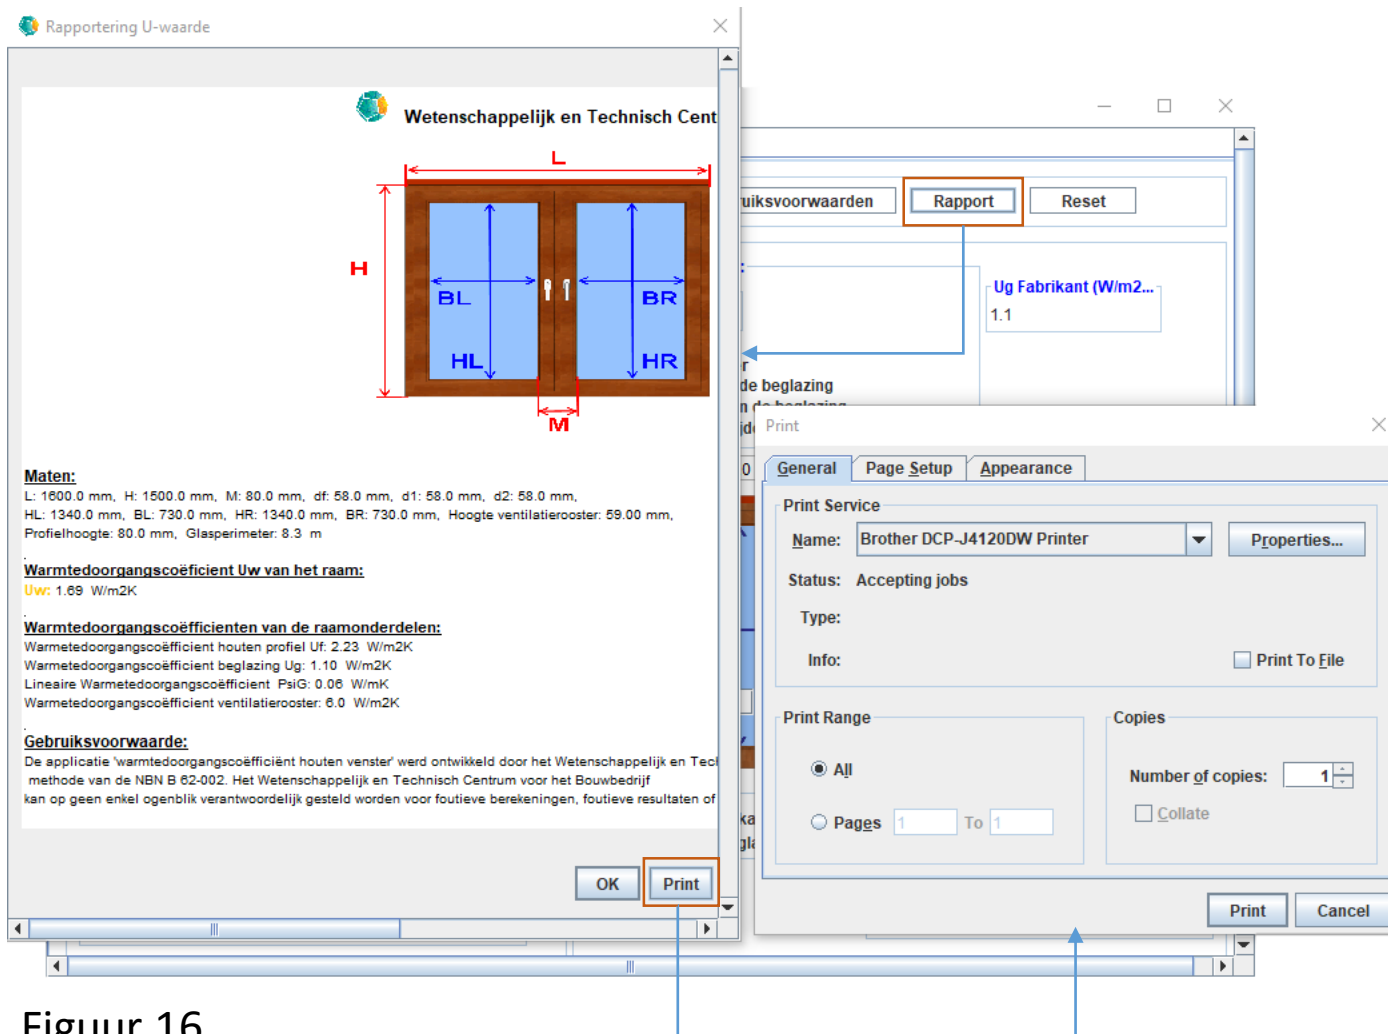 Rapportering U-waarde
Wetenschappelijk en Technisch Cent
L
H
BL
BR
HL
HR
M
Maten:
L: 1600.0 mm, H: 1500.0 mm, M: 80.0 mm, df: 58.0 mm, d1: 58.0 mm, d2: 58.0 mm,
HL: 1340.0 mm, BL: 730.0 mm, HR: 1340.0 mm, BR: 730.0 mm, Hoogte ventilatierooster: 59.00 mm,
Profielhoogte: 80.0 mm, Glasperimeter: 8.3 m
.
Warmtedoorgangscoëficient Uw van het raam:
Uw: 1.69 W/m2K
.
Warmtedoorgangscoëfficienten van de raamonderdelen:
Warmetedoorgangscoëfficient houten profiel Uf: 2.23 W/m2K
Warmetedoorgangscoëfficient beglazing Ug: 1.10 W/m2K
Lineaire Warmetedoorgangscoëfficient PsiG: 0.06 W/mK
Warmetedoorgangscoëfficient ventilatierooster: 6.0 W/m2K
.
Gebruiksvoorwaarde:
De applicatie 'warmtedoorgangscoëfficiënt houten venster' werd ontwikkeld door het Wetenschappelijk en Tec
methode van de NBN B 62-002. Het Wetenschappelijk en Technisch Centrum voor het Bouwbedrijf
kan op geen enkel ogenblik verantwoordelijk gesteld worden voor foutieve berekeningen, foutieve resultaten of
OK Print
uiksvoorwaarden Rapport Reset
Ug Fabrikant (W/m2...
1.1
r
de beglazing
n de beglazing
jd
0
ka
gla
Print
General Page Setup Appearance
Print Service
Name: Brother DCP-J4120DW Printer Properties...
Status: Accepting jobs
Type:
Info: Print To File
Print Range
All
Pages 1 To 1
Copies
Number of copies: 1
Collate
Print Cancel
Figuur 16